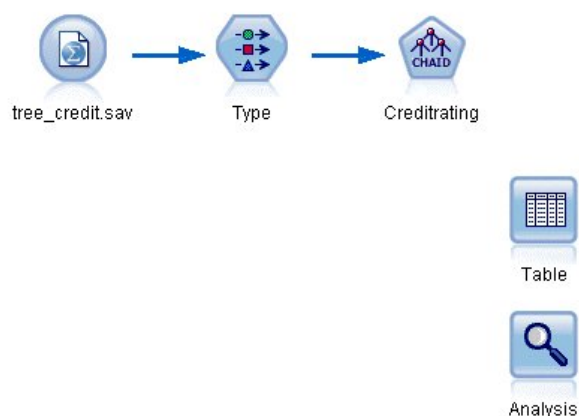 CHAID
tree_credit.sav
Type
Creditrating
Table
Analysis